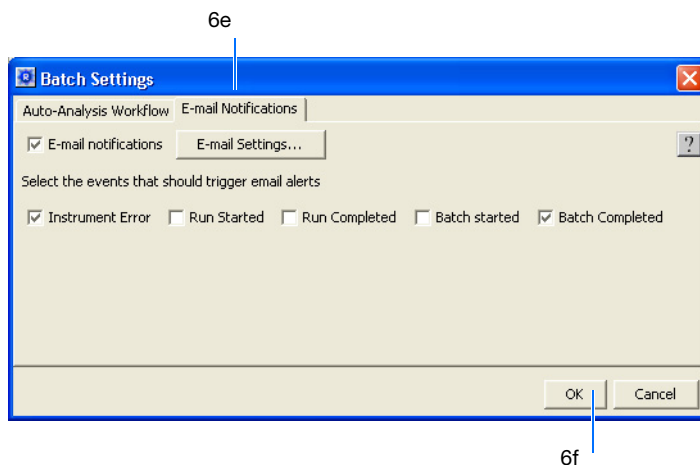 6e
R Batch Settings
Auto-Analysis Workflow E-mail Notifications
E-mail notifications E-mail Settings... ?
Select the events that should trigger email alerts
Instrument Error Run Started Run Completed Batch started Batch Completed
OK Cancel
6f